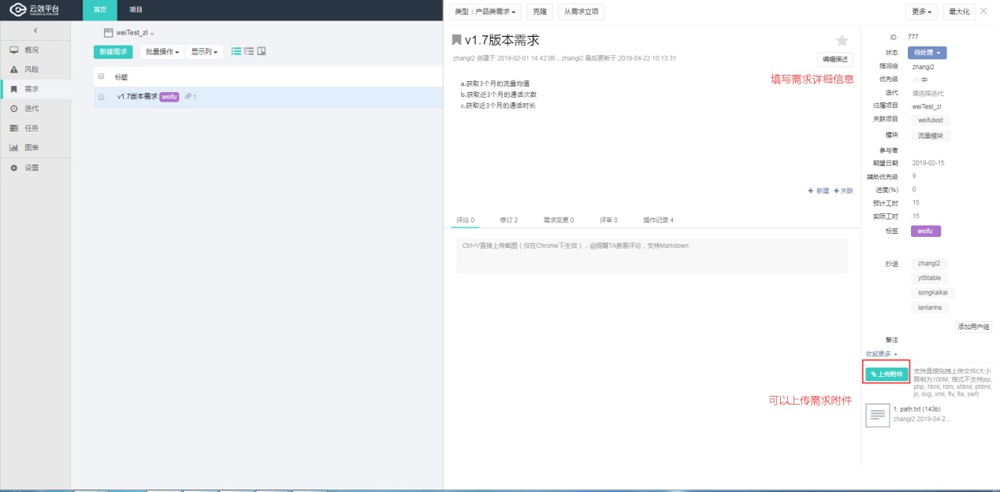 云效平台
YUNXIAO.ALIYUN.COM
首页
项目
概况
风险
需求
迭代
任务
图表
设置
weiTest_zl
新建需求
批量操作
显示列
标题
v1.7版本需求 weifu 1
类型：产品类需求
克隆
从需求立项
更多
最大化
v1.7版本需求
zhangl2 创建于 2019-02-01 14:42:06，zhangl2 最后更新于 2019-04-22 10:13:31
编辑描述
填写需求详细信息
a.获取3个月的流量均值
b.获取近3个月的通话次数
c.获取近3个月的通话时长
+ 新建 +关联
评论 0
修订 2
需求变更 0
评审 0
操作记录 4
Ctrl+V直接上传截图（仅在Chrome下生效），@提醒TA查看评论，支持Markdown
可以上传需求附件
ID 777
状态 待处理
指派给 zhangl2
优先级 中
迭代 请选择迭代
归属项目 weiTest_zl
关联项目 weifutest
模块 流量模块
参与者
期望日期 2019-02-15
辅助优先级 9
进度(%) 0
预计工时 15
实际工时 15
标签 weifu
抄送 zhangl2
ytStable
songkaikai
lanlanhe
添加用户组
备注
收起更多
上传附件
支持直接拖拽上传文件(大小
限制为100M, 格式不支持jsp,
php, html, htm, shtml, phtml,
js, svg, xml, flv, fla, swf)
1. path.txt (143b)
zhangl2 2019-04-2...